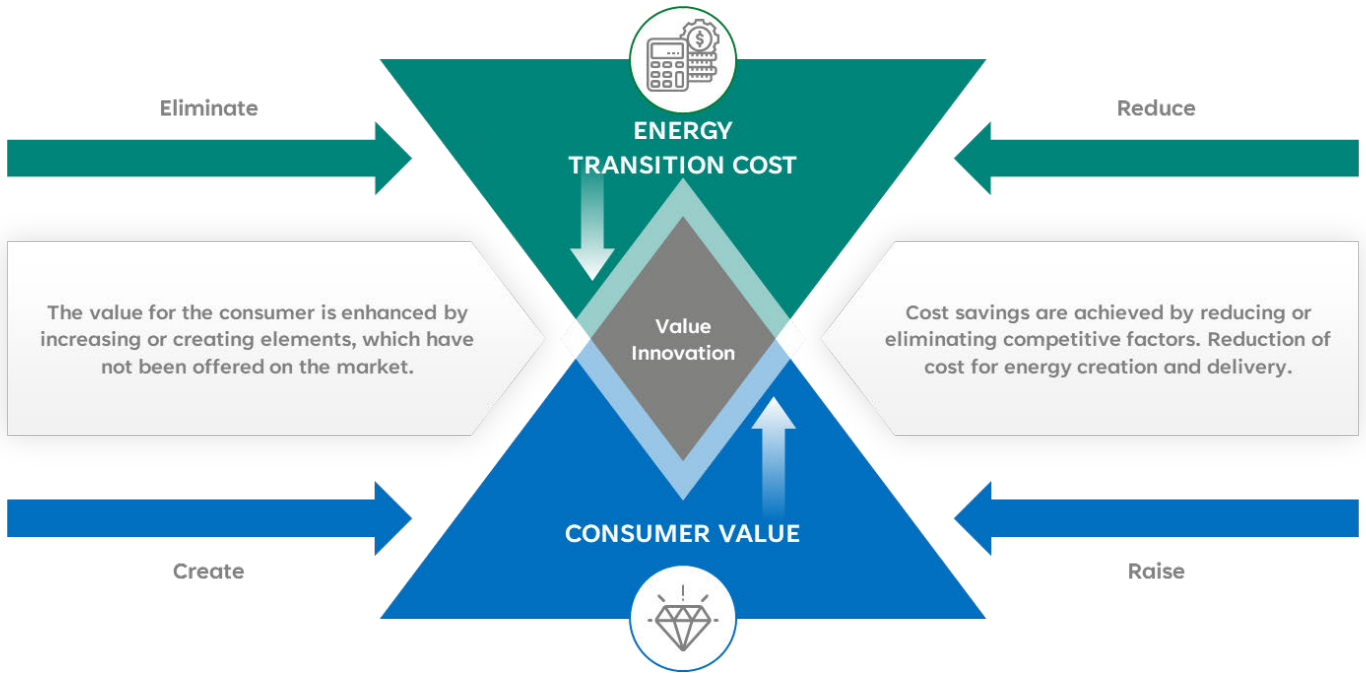 Eliminate
Reduce
$
ENERGY
TRANSITION COST
The value for the consumer is enhanced by
increasing or creating elements, which have
not been offered on the market.
Value
Innovation
Cost savings are achieved by reducing or
eliminating competitive factors. Reduction of
cost for energy creation and delivery.
CONSUMER VALUE
Create
Raise